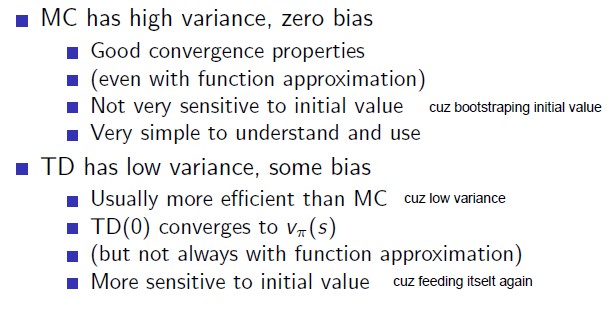 MC has high variance, zero bias
Good convergence properties
(even with function approximation)
Not very sensitive to initial value cuz bootstraping initial value
Very simple to understand and use
TD has low variance, some bias
Usually more efficient than MC cuz low variance
TD(0) converges to vπ(s)
(but not always with function approximation)
More sensitive to initial value cuz feeding itselt again